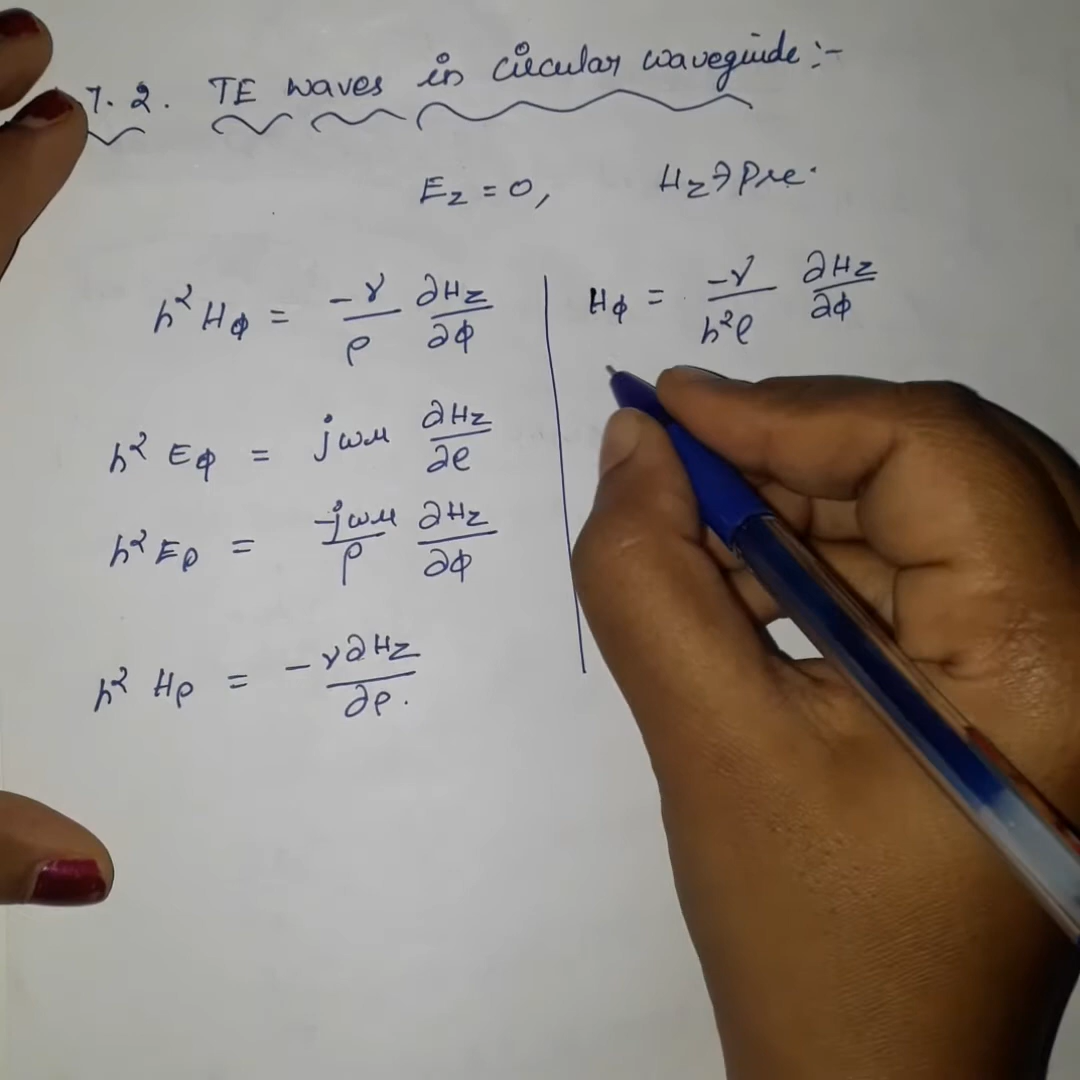 7.2. TE waves in circular waveguide:-
Ez = 0, Hz → Pre.
h² Hϕ = -γ/ρ ∂Hz/∂ϕ
h² Eϕ = jωμ ∂Hz/∂ρ
h² Eρ = -jωμ/ρ ∂Hz/∂ϕ
h² Hρ = -γ∂Hz/∂ρ.
Hϕ = -γ/h²ρ ∂Hz/∂ϕ